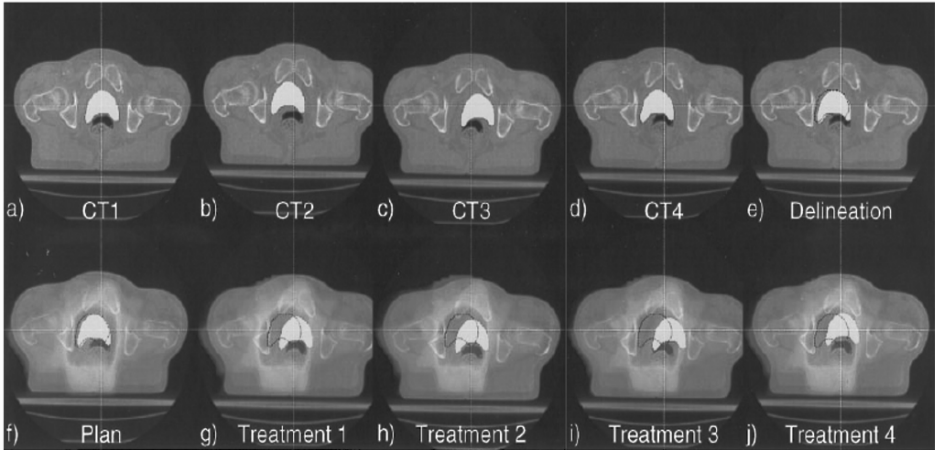 a) CT1 b) CT2 c) CT3 d) CT4 e) Delineation
f) Plan g) Treatment 1 h) Treatment 2 i) Treatment 3 j) Treatment 4